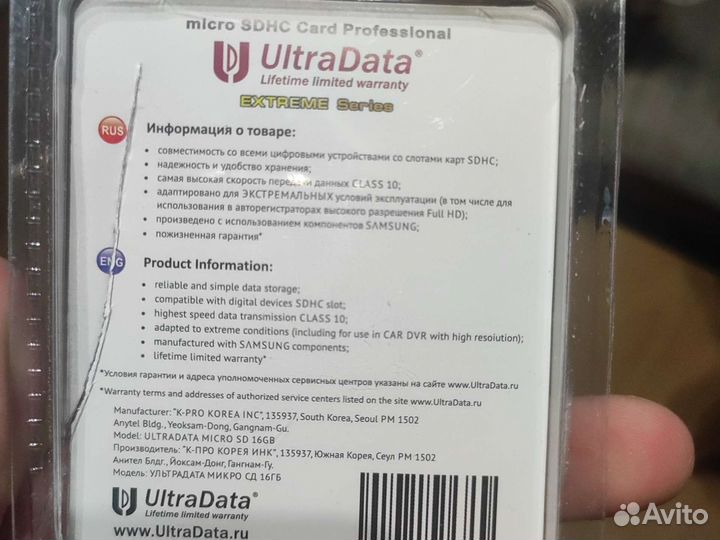 micro SDHC Card Professional
UltraData®
Lifetime limited warranty
EXTREME Series
RUS
Информация о товаре:
• совместимость со всеми цифровыми устройствами со слотами карт SDHC;
• надежность и удобство хранения;
• самая высокая скорость передачи данных CLASS 10;
• адаптировано для ЭКСТРЕМАЛЬНЫХ условий эксплуатации (в том числе для
использования в авторегистраторах высокого разрешения Full HD);
• произведено с использованием компонентов SΛMSUNG;
• пожизненная гарантия*
ENG
Product Information:
• reliable and simple data storage;
• compatible with digital devices SDHC slot;
• highest speed data transmission CLASS 10;
• adapted to extreme conditions (including for use in CAR DVR with high resoiution);
• manufactured with SΛMSUNG components;
• lifetime limited warranty*
*Условия гарантии и адреса уполномоченных сервисных центров указаны на сайте www.UltraData.ru
*Warranty terms and addresses of authorized service centers listed on the site www.UltraData.ru
Manufacturer: "K-PRO KOREA INC", 135937, South Korea, Seoul PM 1502
Anytel Bldg., Yeoksam-Dong, Gangnam-Gu.
Model: ULTRADATA MICRO SD 16GB
Производитель: "К-ПРО КОРЕЯ ИНК", 135937, Южная Корея, Сеул РМ 1502
Анител Блдг., Йоксам-Донг, Гангнам-Гу.
Модель: УЛЬТРАДАТА МИКРО СД 16ГБ
UltraData®
Lifetime limited warranty
www.UltraData.ru
Avito